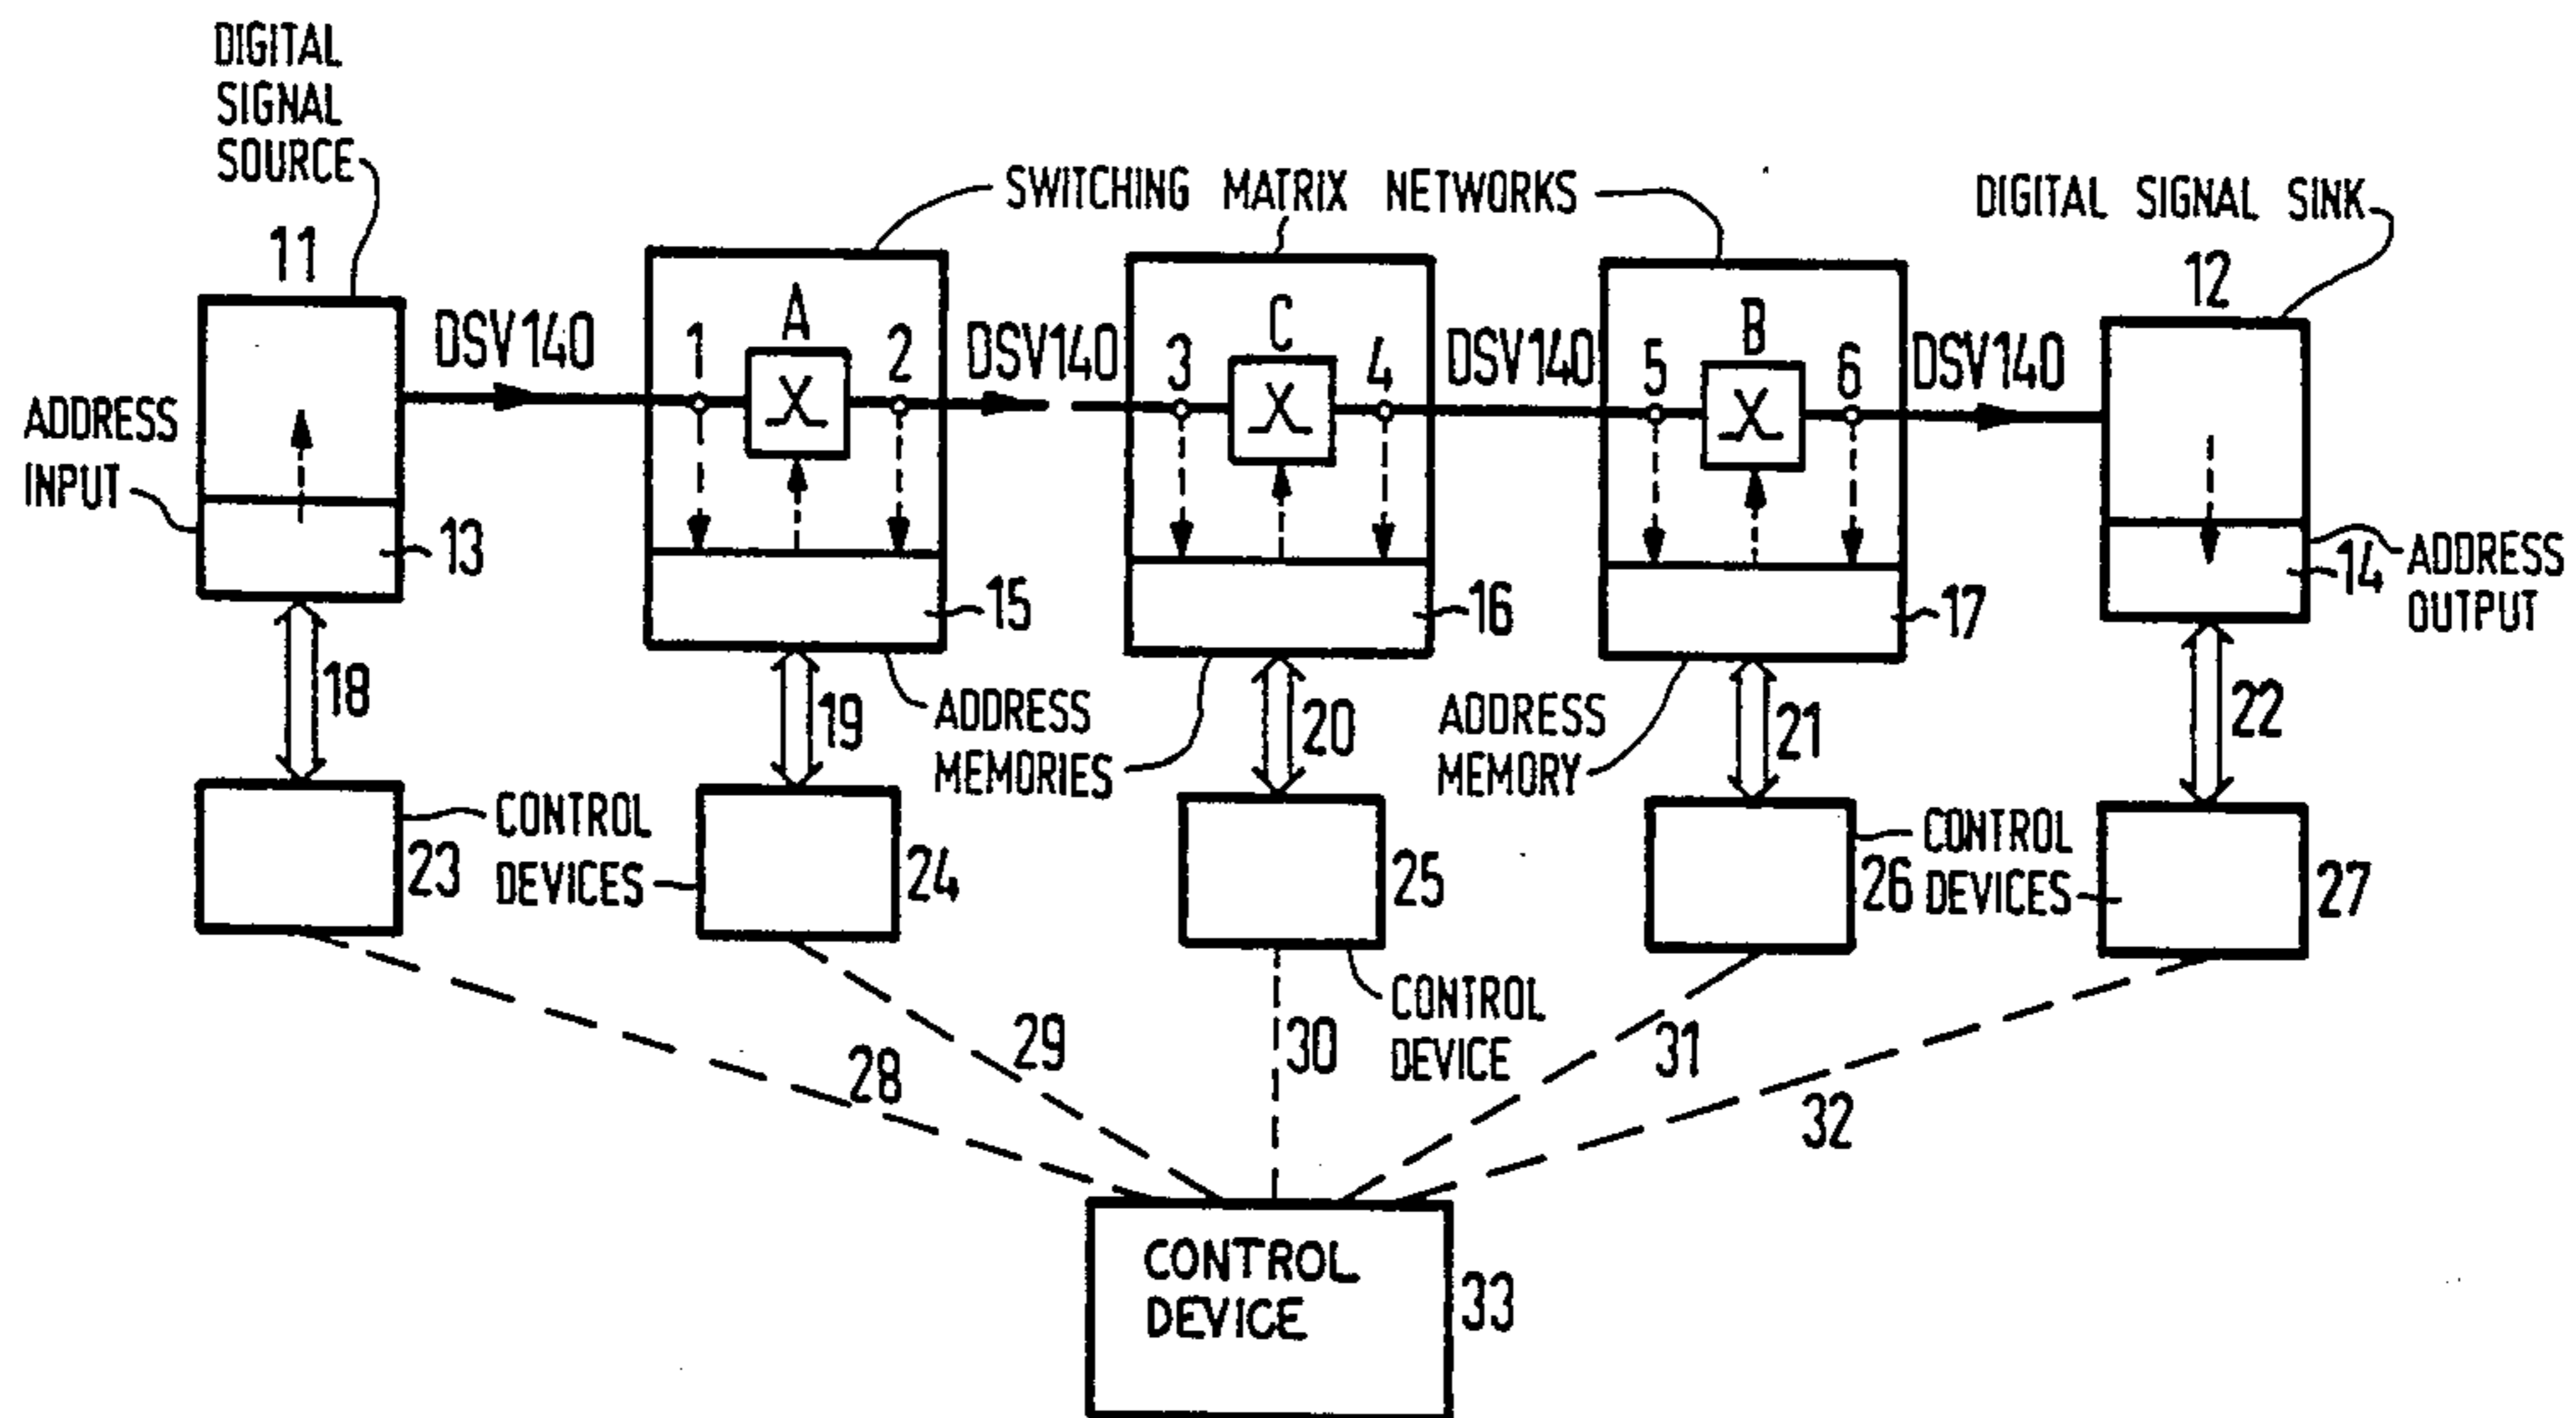 DIGITAL
SIGNAL
SOURCE
SWITCHING MATRIX NETWORKS
DIGITAL SIGNAL SINK
11
12
A
C
B
DSV140
1
2
DSV140
3
4
DSV140
5
6
DSV140
ADDRESS
INPUT
13
15
16
17
14
ADDRESS
OUTPUT
18
19
ADDRESS
MEMORIES
20
ADDRESS
MEMORY
21
22
CONTROL
DEVICES
23
24
25
26
CONTROL
DEVICES
27
CONTROL
DEVICE
28
29
30
31
32
CONTROL
DEVICE
33